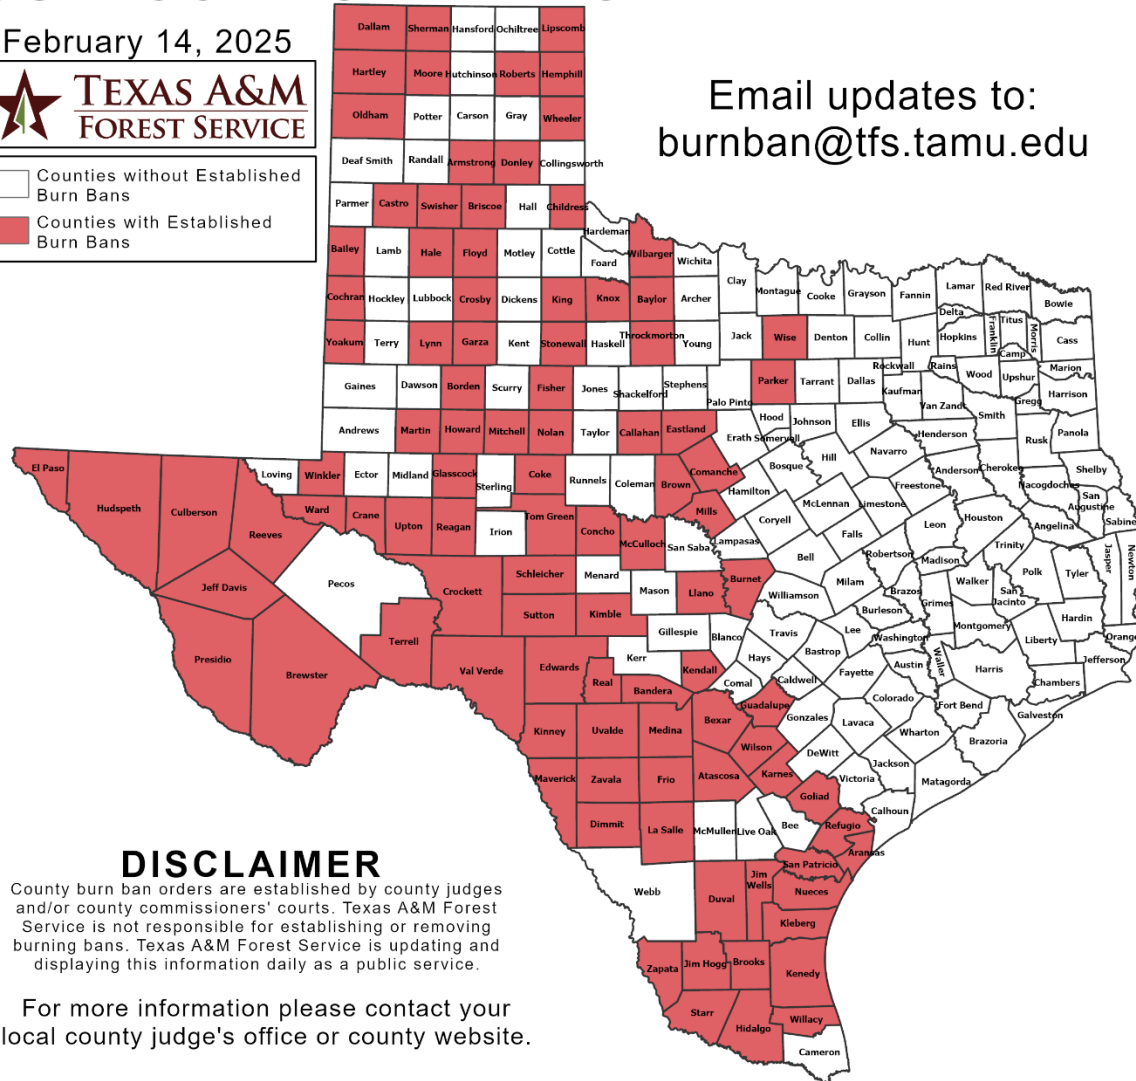 February 14, 2025
TEXAS A&M
FOREST SERVICE
Counties without Established
Burn Bans
Counties with Established
Burn Bans
Email updates to:
burnban@tfs.tamu.edu
Dallam Sherman Hansford Ochiltree Lipscomb
Hartley Moore Hutchinson Roberts Hemphill
Oldham Potter Carson Gray Wheeler
Deaf Smith Randall Armstrong Donley Collingsworth
Parmer Castro Swisher Briscoe Hall Childress
Hardeman
Bailey Lamb Hale Floyd Motley Cottle Foard Wilbarger Wichita
Clay Montague Cooke Grayson Fannin Lamar Red River Bowie
Cochran Hockley Lubbock Crosby Dickens King Knox Baylor Archer
Delta Franklin Titus Morris
Yoakum Terry Lynn Garza Kent Stonewall Haskell Throckmorton Young Jack Wise Denton Collin Hunt Hopkins Cass
Camp
Rockwall Rains Wood Upshur Marion
Gaines Dawson Borden Scurry Fisher Jones Shackelford Stephens Palo Pinto Parker Tarrant Dallas Kaufman Van Zandt Smith Gregg Harrison
Andrews Martin Howard Mitchell Nolan Taylor Callahan Eastland Erath Hood Somervell Johnson Ellis Henderson Rusk Panola
El Paso Hudspeth Culberson Reeves Loving Winkler Ector Midland Glasscock Sterling Coke Runnels Coleman Brown Comanche Hamilton Bosque Hill Navarro Freestone Anderson Cherokee Nacogdoches Shelby
San
Augustine Sabine
Ward Crane Upton Reagan Irion Tom Green Concho McCulloch San Saba Mills Lampasas Coryell McLennan Limestone Falls Leon Houston Angelina
Jeff Davis Pecos Crockett Schleicher Menard Mason Llano Burnet Bell Robertson Madison Trinity Polk Tyler Jasper Newton
Williamson Milam Brazos Grimes Walker San
Jacinto
Presidio Brewster Terrell Val Verde Sutton Kimble Gillespie Blanco Travis Burleson Lee Washington Montgomery Liberty Hardin Orange
Edwards Kerr Real Bandera Kendall Comal Hays Caldwell Bastrop Fayette Austin Waller Harris Jefferson Chambers
Kinney Uvalde Medina Bexar Guadalupe Gonzales Lavaca Colorado Fort Bend Galveston
Wilson Wharton Brazoria
Maverick Zavala Frio Atascosa Karnes DeWitt Victoria Jackson Matagorda
Dimmit La Salle McMullen Live Oak Bee Goliad Refugio Calhoun
Aransas San Patricio
Webb Duval Jim
Wells Nueces
Kleberg
Zapata Jim Hogg Brooks Kenedy
Starr Hidalgo Willacy
Cameron
DISCLAIMER
County burn ban orders are established by county judges
and/or county commissioners' courts. Texas A&M Forest
Service is not responsible for establishing or removing
burning bans. Texas A&M Forest Service is updating and
displaying this information daily as a public service.
For more information please contact your
local county judge's office or county website.